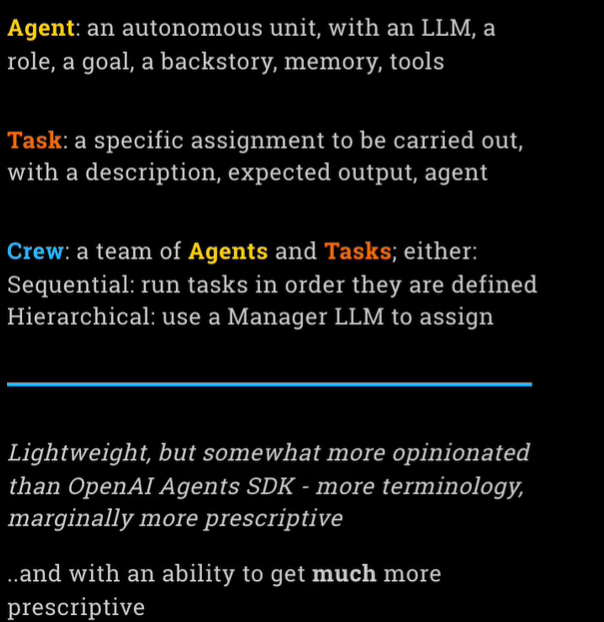 Agent: an autonomous unit, with an LLM, a
role, a goal, a backstory, memory, tools
Task: a specific assignment to be carried out,
with a description, expected output, agent
Crew: a team of Agents and Tasks; either:
Sequential: run tasks in order they are defined
Hierarchical: use a Manager LLM to assign
Lightweight, but somewhat more opinionated
than OpenAI Agents SDK - more terminology,
marginally more prescriptive
..and with an ability to get much more
prescriptive